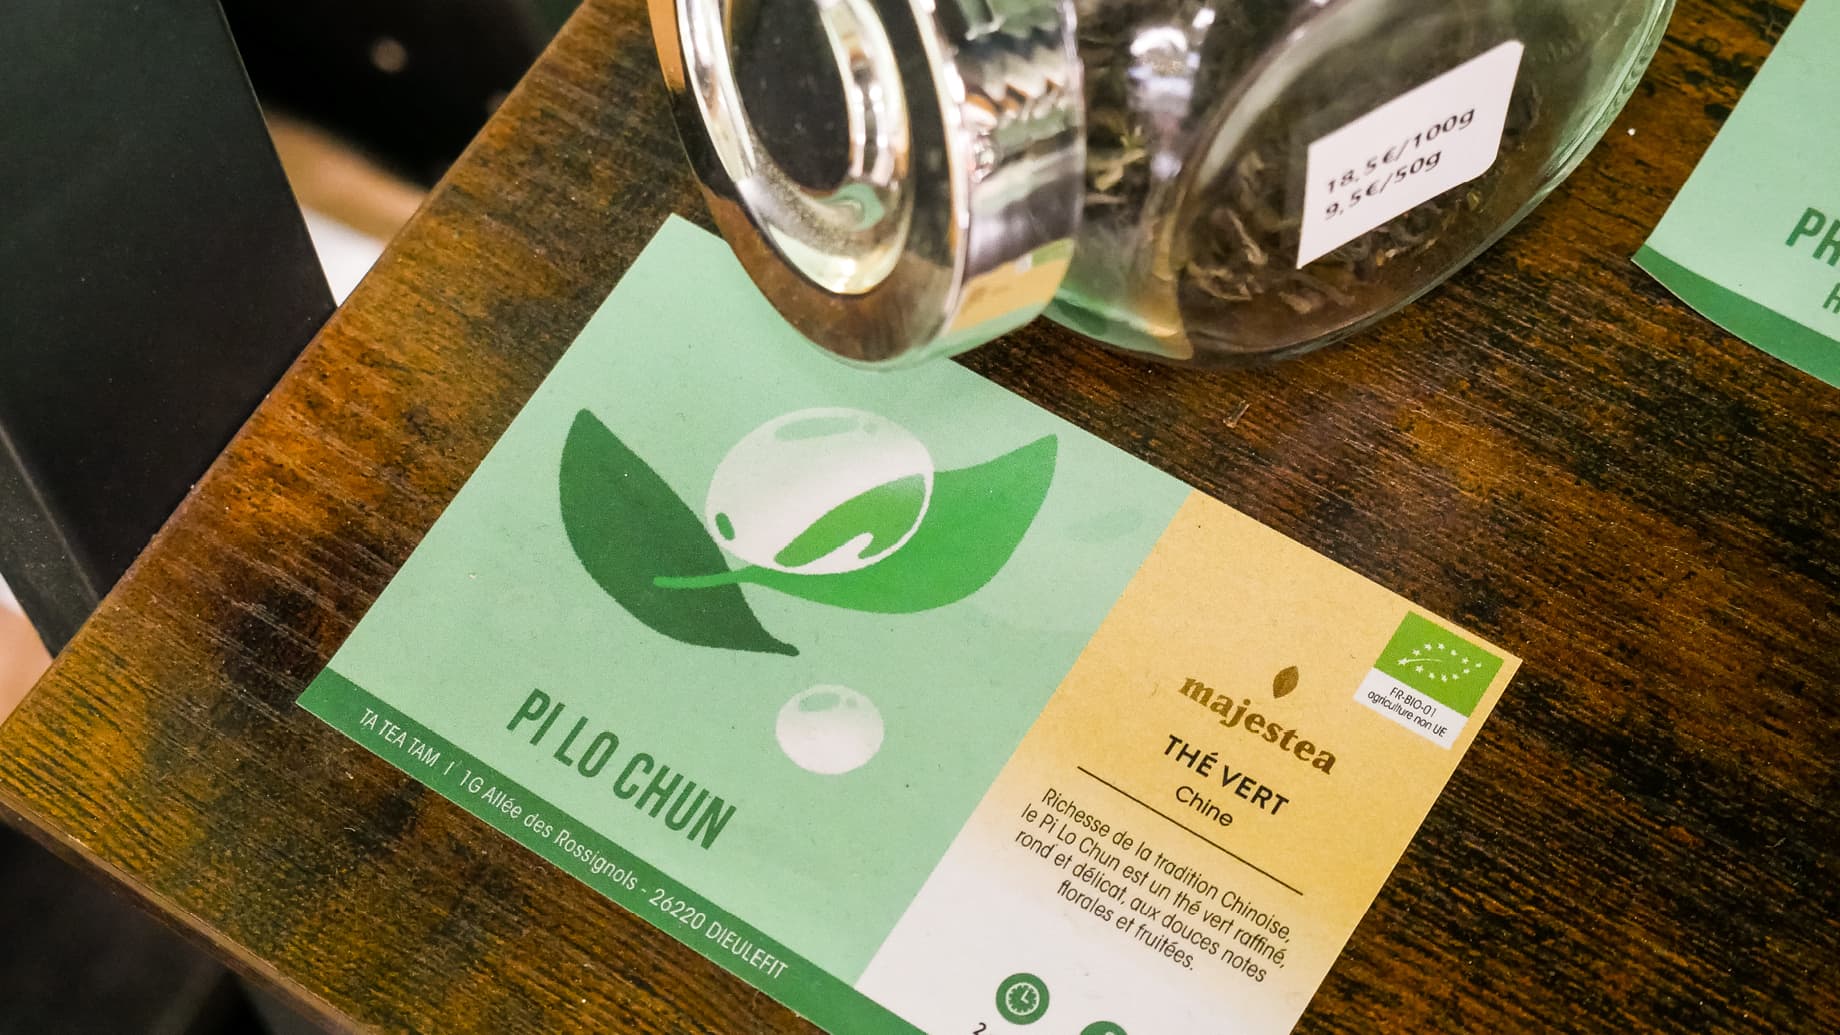 18,5€/100g
9,5€/50g
PI LO CHUN
TA TEA TAM | 1G Allée des Rossignols - 26220 DIEULEFIT
majestea
THÉ VERT
Chine
Richesse de la tradition Chinoise,
le Pi Lo Chun est un thé vert raffiné,
rond et délicat, aux douces notes
florales et fruitées.
FR-BIO-01
agriculture non UE
2